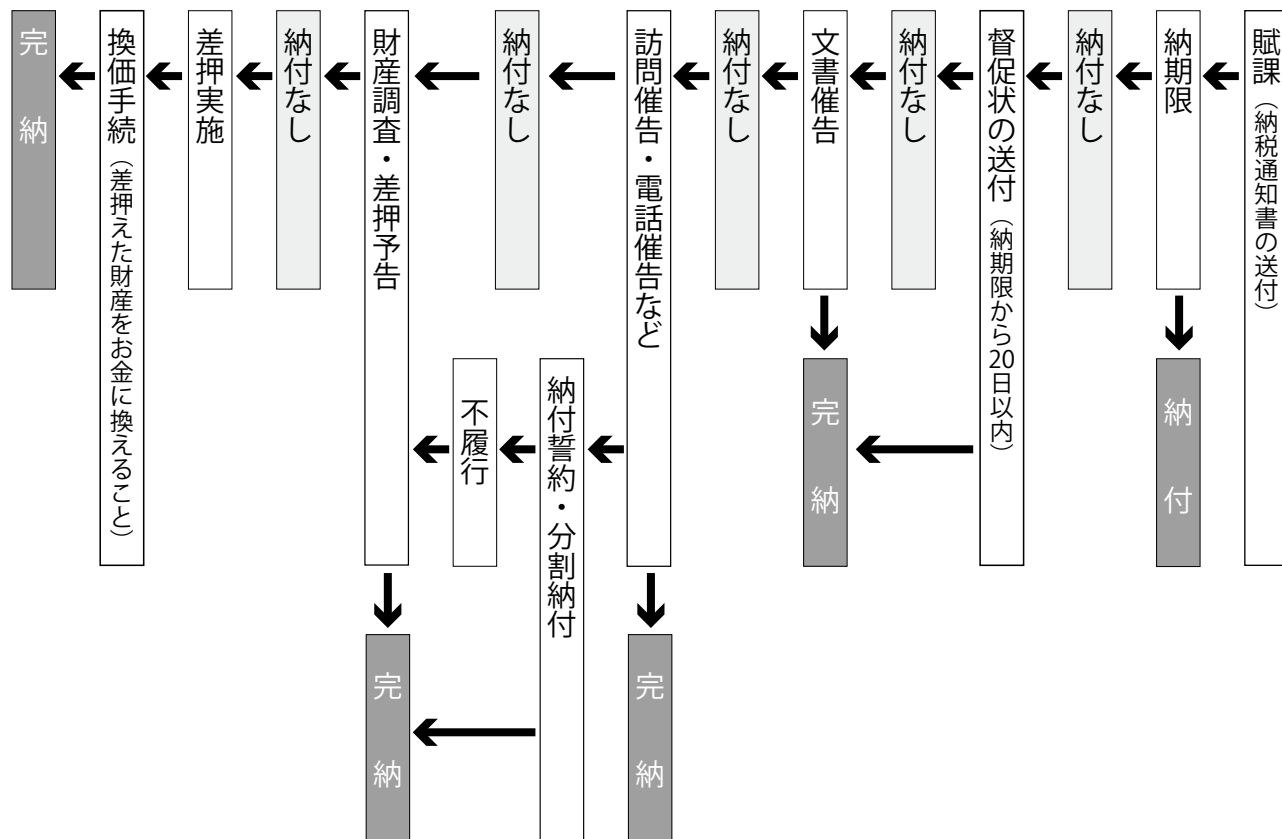 賦課（納税通知書の送付）
納期限
納付
納付なし
督促状の送付（納期限から20日以内）
納付なし
文書催告
完納
納付なし
訪問催告・電話催告など
完納
納付なし
納付誓約・分割納付
不履行
財産調査・差押予告
完納
納付なし
差押実施
換価手続（差押えた財産をお金に換えること）
完納